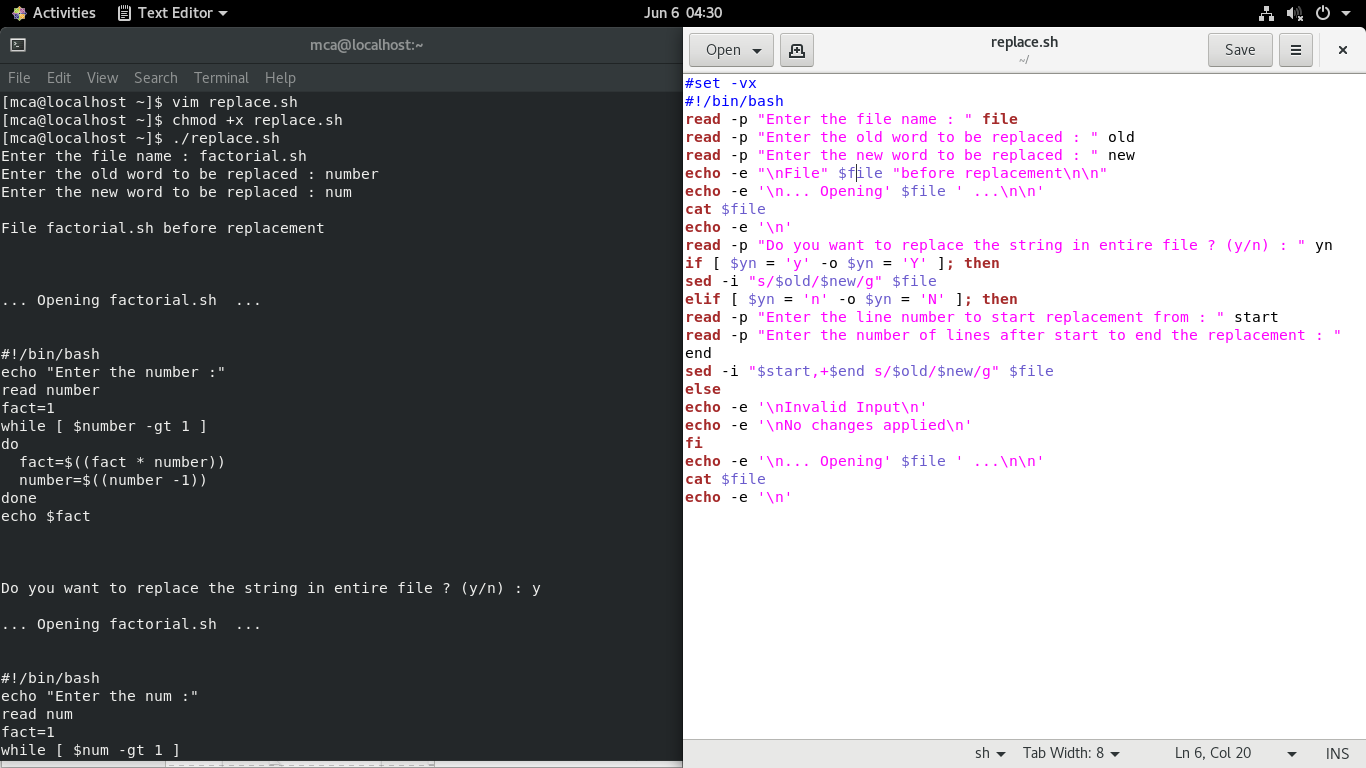 Activities Text Editor Jun 6 04:30
mca@localhost:~
File Edit View Search Terminal Help
[mca@localhost ~]$ vim replace.sh
[mca@localhost ~]$ chmod +x replace.sh
[mca@localhost ~]$ ./replace.sh
Enter the file name : factorial.sh
Enter the old word to be replaced : number
Enter the new word to be replaced : num
File factorial.sh before replacement
... Opening factorial.sh  ...
#!/bin/bash
echo "Enter the number :"
read number
fact=1
while [ $number -gt 1 ]
do
  fact=$((fact * number))
  number=$((number -1))
done
echo $fact
Do you want to replace the string in entire file ? (y/n) : y
... Opening factorial.sh  ...
#!/bin/bash
echo "Enter the num :"
read num
fact=1
while [ $num -gt 1 ]
Open replace.sh Save
~/
#set -vx
#!/bin/bash
read -p "Enter the file name : " file
read -p "Enter the old word to be replaced : " old
read -p "Enter the new word to be replaced : " new
echo -e "\nFile" $file "before replacement\n\n"
echo -e '\n... Opening' $file ' ...\n\n'
cat $file
echo -e '\n'
read -p "Do you want to replace the string in entire file ? (y/n) : " yn
if [ $yn = 'y' -o $yn = 'Y' ]; then
sed -i "s/$old/$new/g" $file
elif [ $yn = 'n' -o $yn = 'N' ]; then
read -p "Enter the line number to start replacement from : " start
read -p "Enter the number of lines after start to end the replacement : "
end
sed -i "$start,+$end s/$old/$new/g" $file
else
echo -e '\nInvalid Input\n'
echo -e '\nNo changes applied\n'
fi
echo -e '\n... Opening' $file ' ...\n\n'
cat $file
echo -e '\n'
sh Tab Width: 8 Ln 6, Col 20 INS